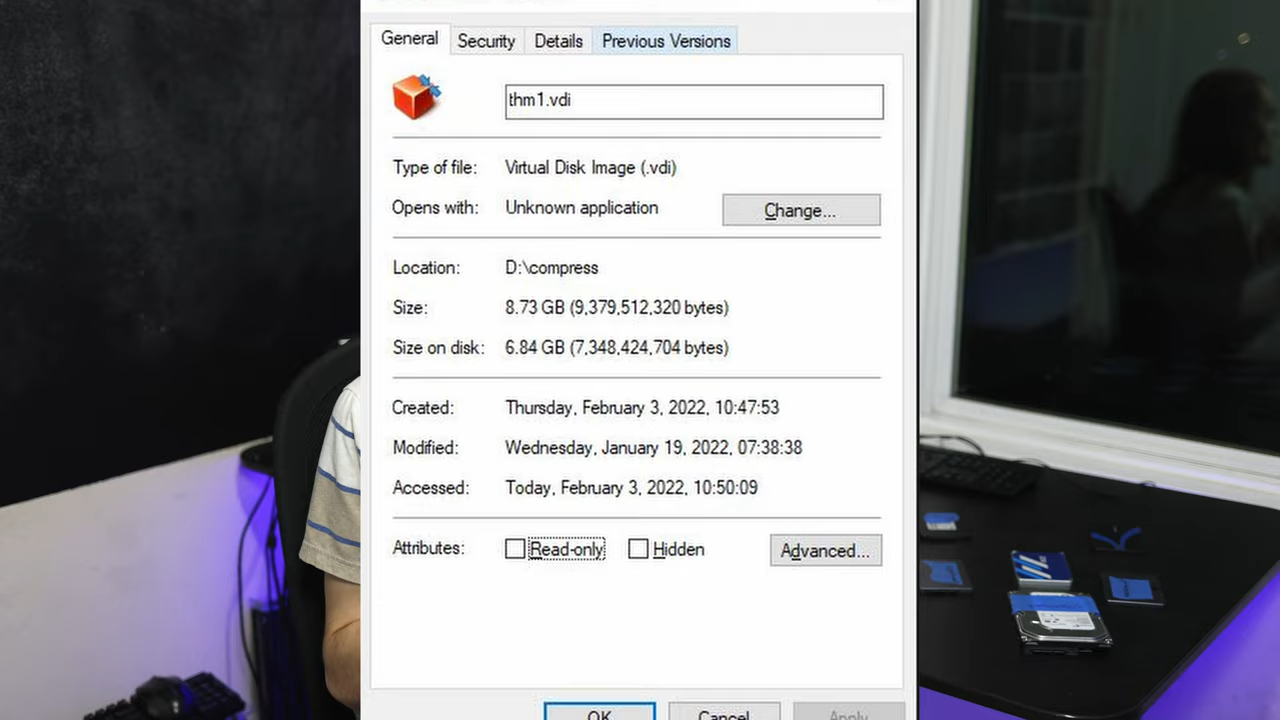 General Security Details Previous Versions
thm1.vdi
Type of file: Virtual Disk Image (.vdi)
Opens with: Unknown application Change...
Location: D:\compress
Size: 8.73 GB (9,379,512,320 bytes)
Size on disk: 6.84 GB (7,348,424,704 bytes)
Created: Thursday, February 3, 2022, 10:47:53
Modified: Wednesday, January 19, 2022, 07:38:38
Accessed: Today, February 3, 2022, 10:50:09
Attributes: Read-only Hidden Advanced...
OK Cancel Apply